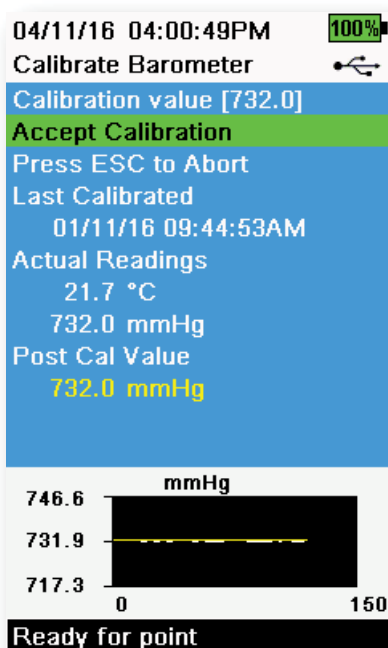 04/11/16 04:00:49PM 100%
Calibrate Barometer
Calibration value [732.0]
Accept Calibration
Press ESC to Abort
Last Calibrated
01/11/16 09:44:53AM
Actual Readings
21.7 °C
732.0 mmHg
Post Cal Value
732.0 mmHg
mmHg
746.6
731.9
717.3
0 150
Ready for point